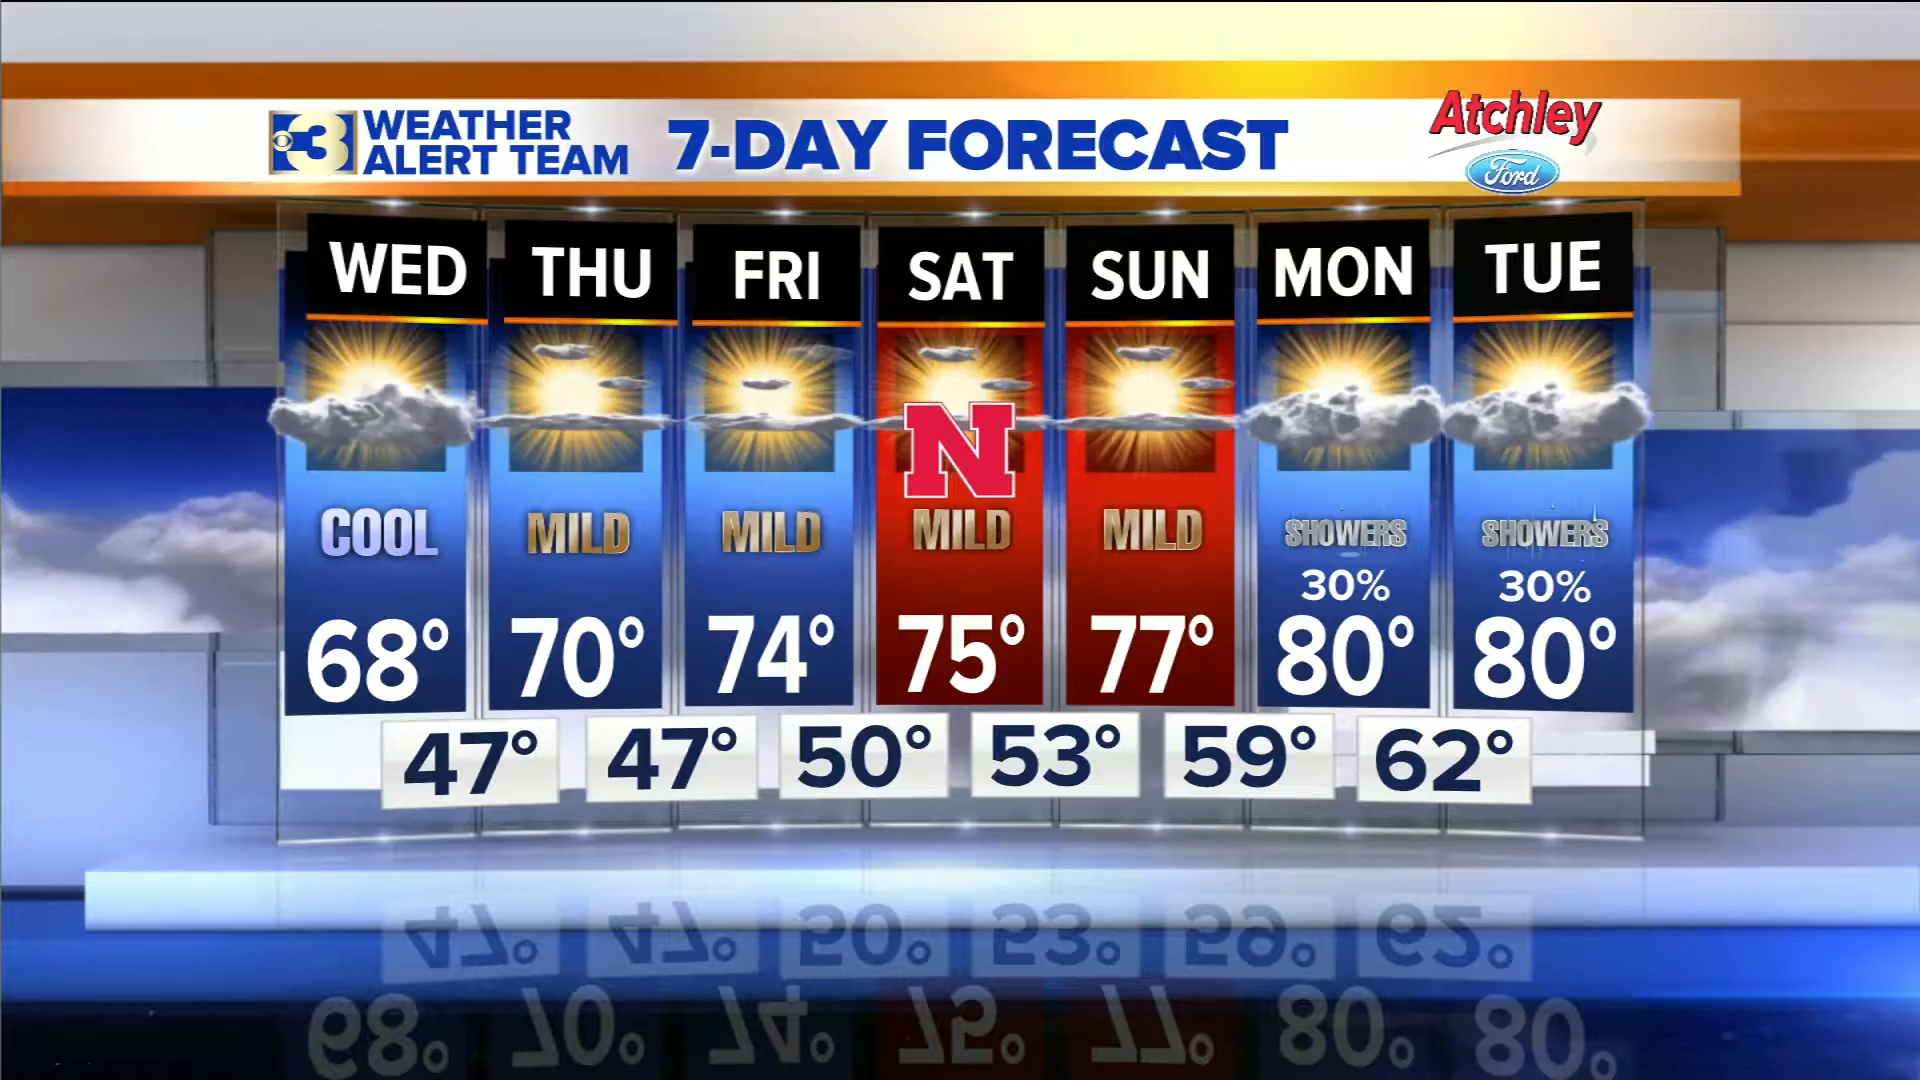 3 WEATHER
ALERT TEAM
7-DAY FORECAST
Atchley
Ford
WED THU FRI SAT SUN MON TUE
N
COOL MILD MILD MILD MILD SHOWERS SHOWERS
30% 30%
68° 70° 74° 75° 77° 80° 80°
47° 47° 50° 53° 59° 62°